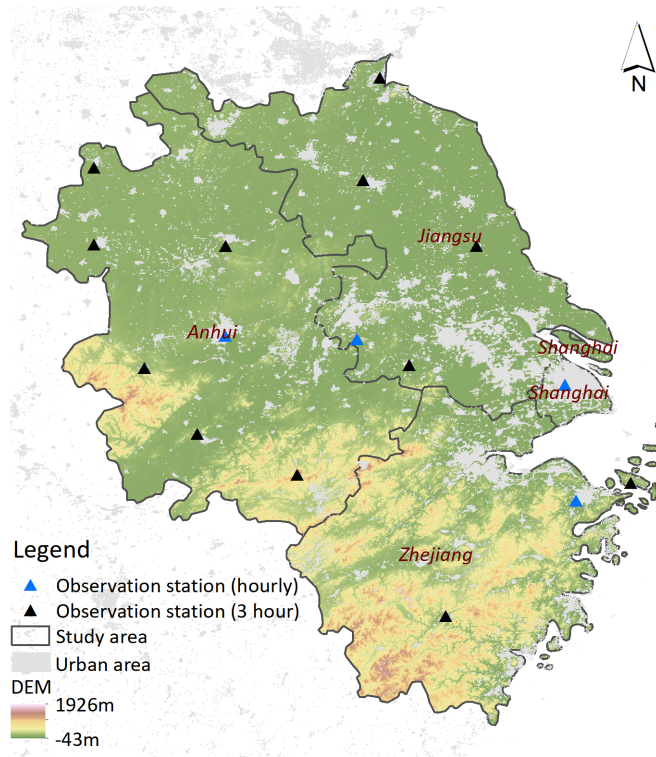 N
Jiangsu
Anhui
Shanghai
Shanghai
Zhejiang
Legend
Observation station (hourly)
Observation station (3 hour)
Study area
Urban area
DEM
1926m
-43m